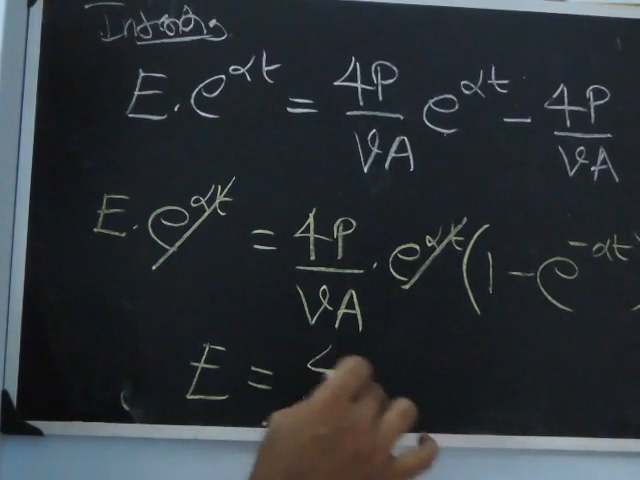 E. e^αt = 4P/VA e^αt - 4P/VA
E. e^αt = 4P/VA . e^αt (1 - e^-αt)
E =